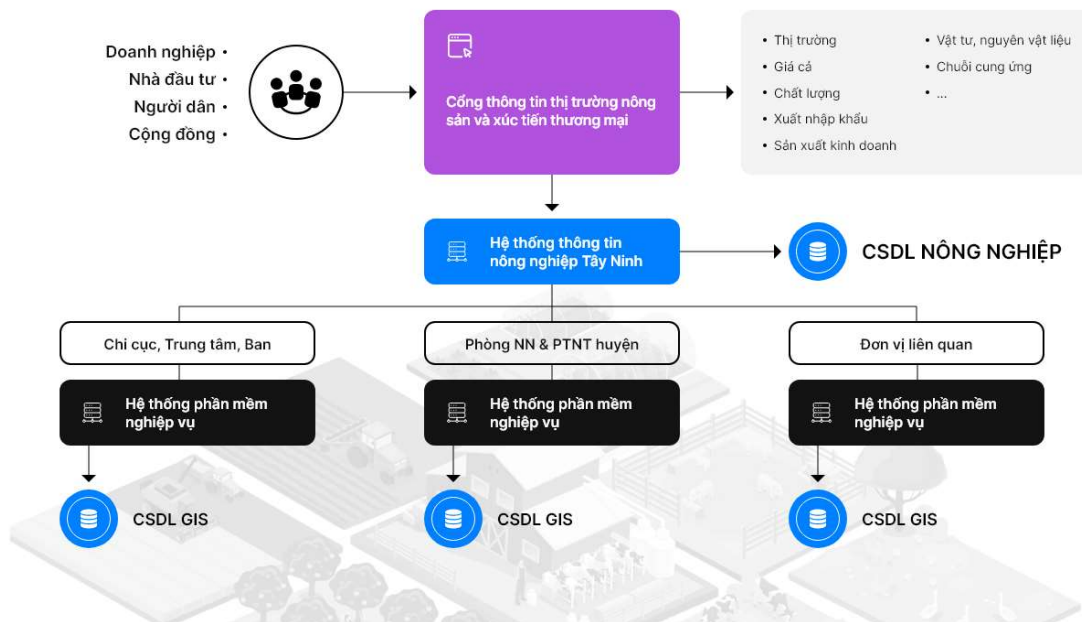 Doanh nghiệp •
Nhà đầu tư •
Người dân •
Cộng đồng •
Cổng thông tin thị trường nông
sản và xúc tiến thương mại
• Thị trường
• Giá cả
• Chất lượng
• Xuất nhập khẩu
• Sản xuất kinh doanh
• Vật tư, nguyên vật liệu
• Chuỗi cung ứng
• ...
Hệ thống thông tin
nông nghiệp Tây Ninh
CSDL NÔNG NGHIỆP
Chi cục, Trung tâm, Ban
Phòng NN & PTNT huyện
Đơn vị liên quan
Hệ thống phần mềm
nghiệp vụ
Hệ thống phần mềm
nghiệp vụ
Hệ thống phần mềm
nghiệp vụ
CSDL GIS
CSDL GIS
CSDL GIS